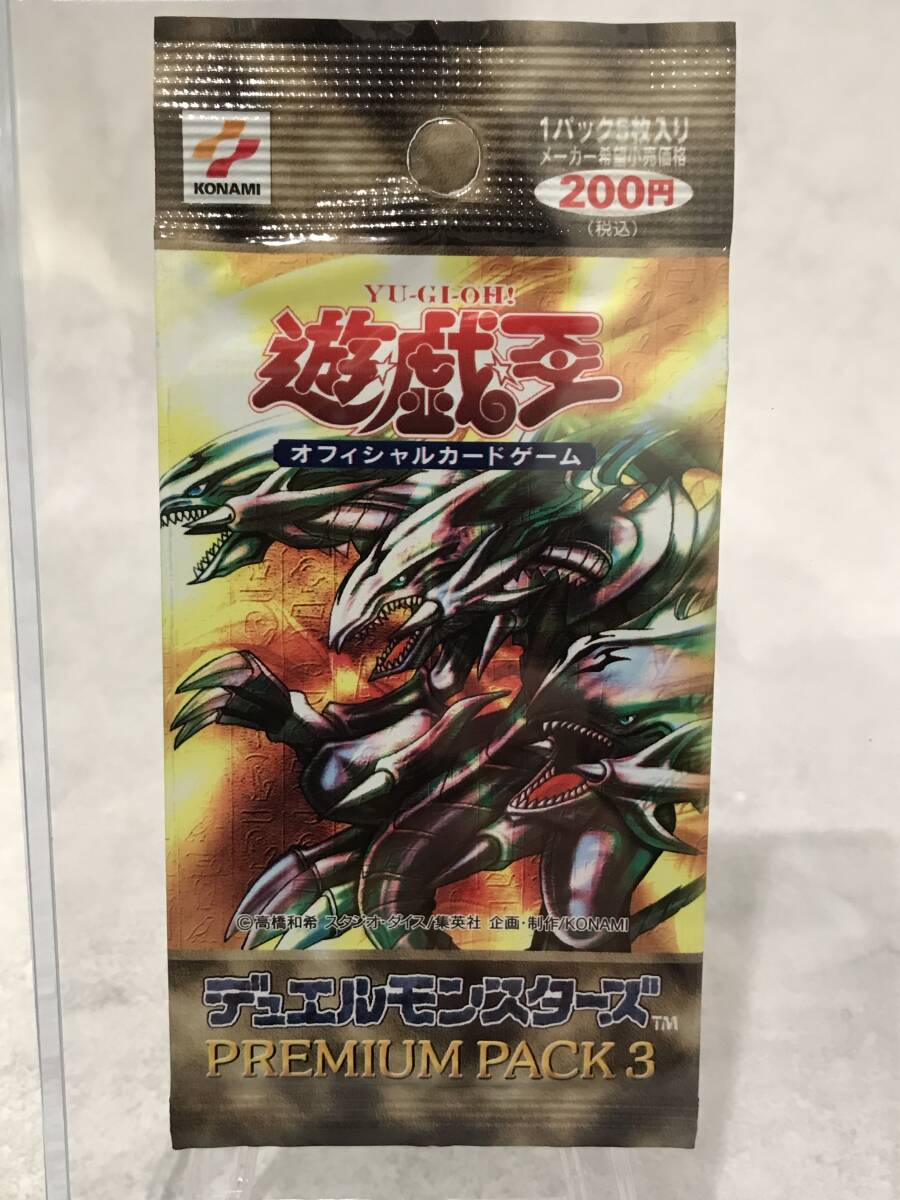 KONAMI
1パック5枚入り
メーカー希望小売価格
200円
(税込)
YU-GI-OH!
遊戯王
オフィシャルカードゲーム
©高橋和希 スタジオ・ダイス/集英社 企画・制作/KONAMI
デュエルモンスターズ™
PREMIUM PACK 3